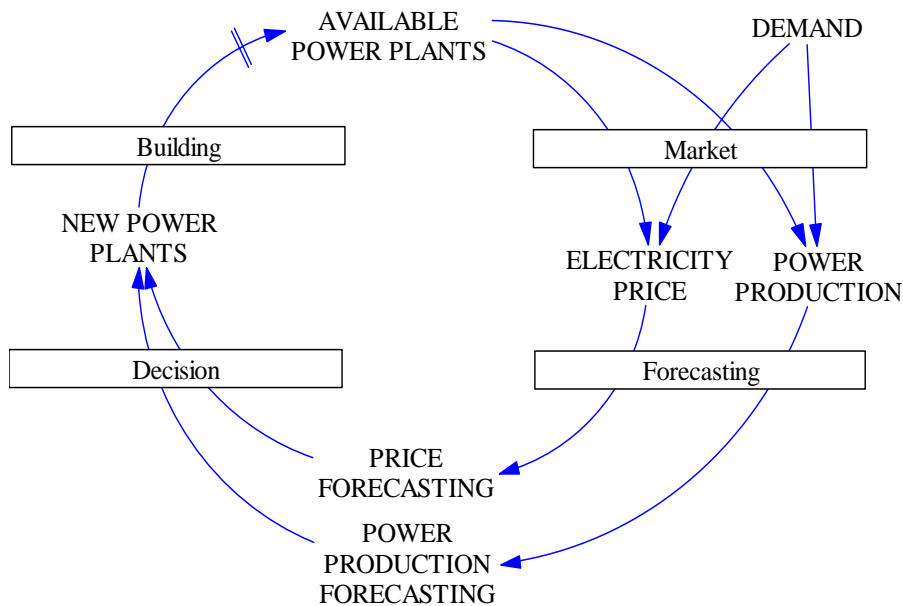 AVAILABLE
POWER PLANTS
DEMAND
Building
Market
NEW POWER
PLANTS
ELECTRICITY
PRICE
POWER
PRODUCTION
Decision
Forecasting
PRICE
FORECASTING
POWER
PRODUCTION
FORECASTING